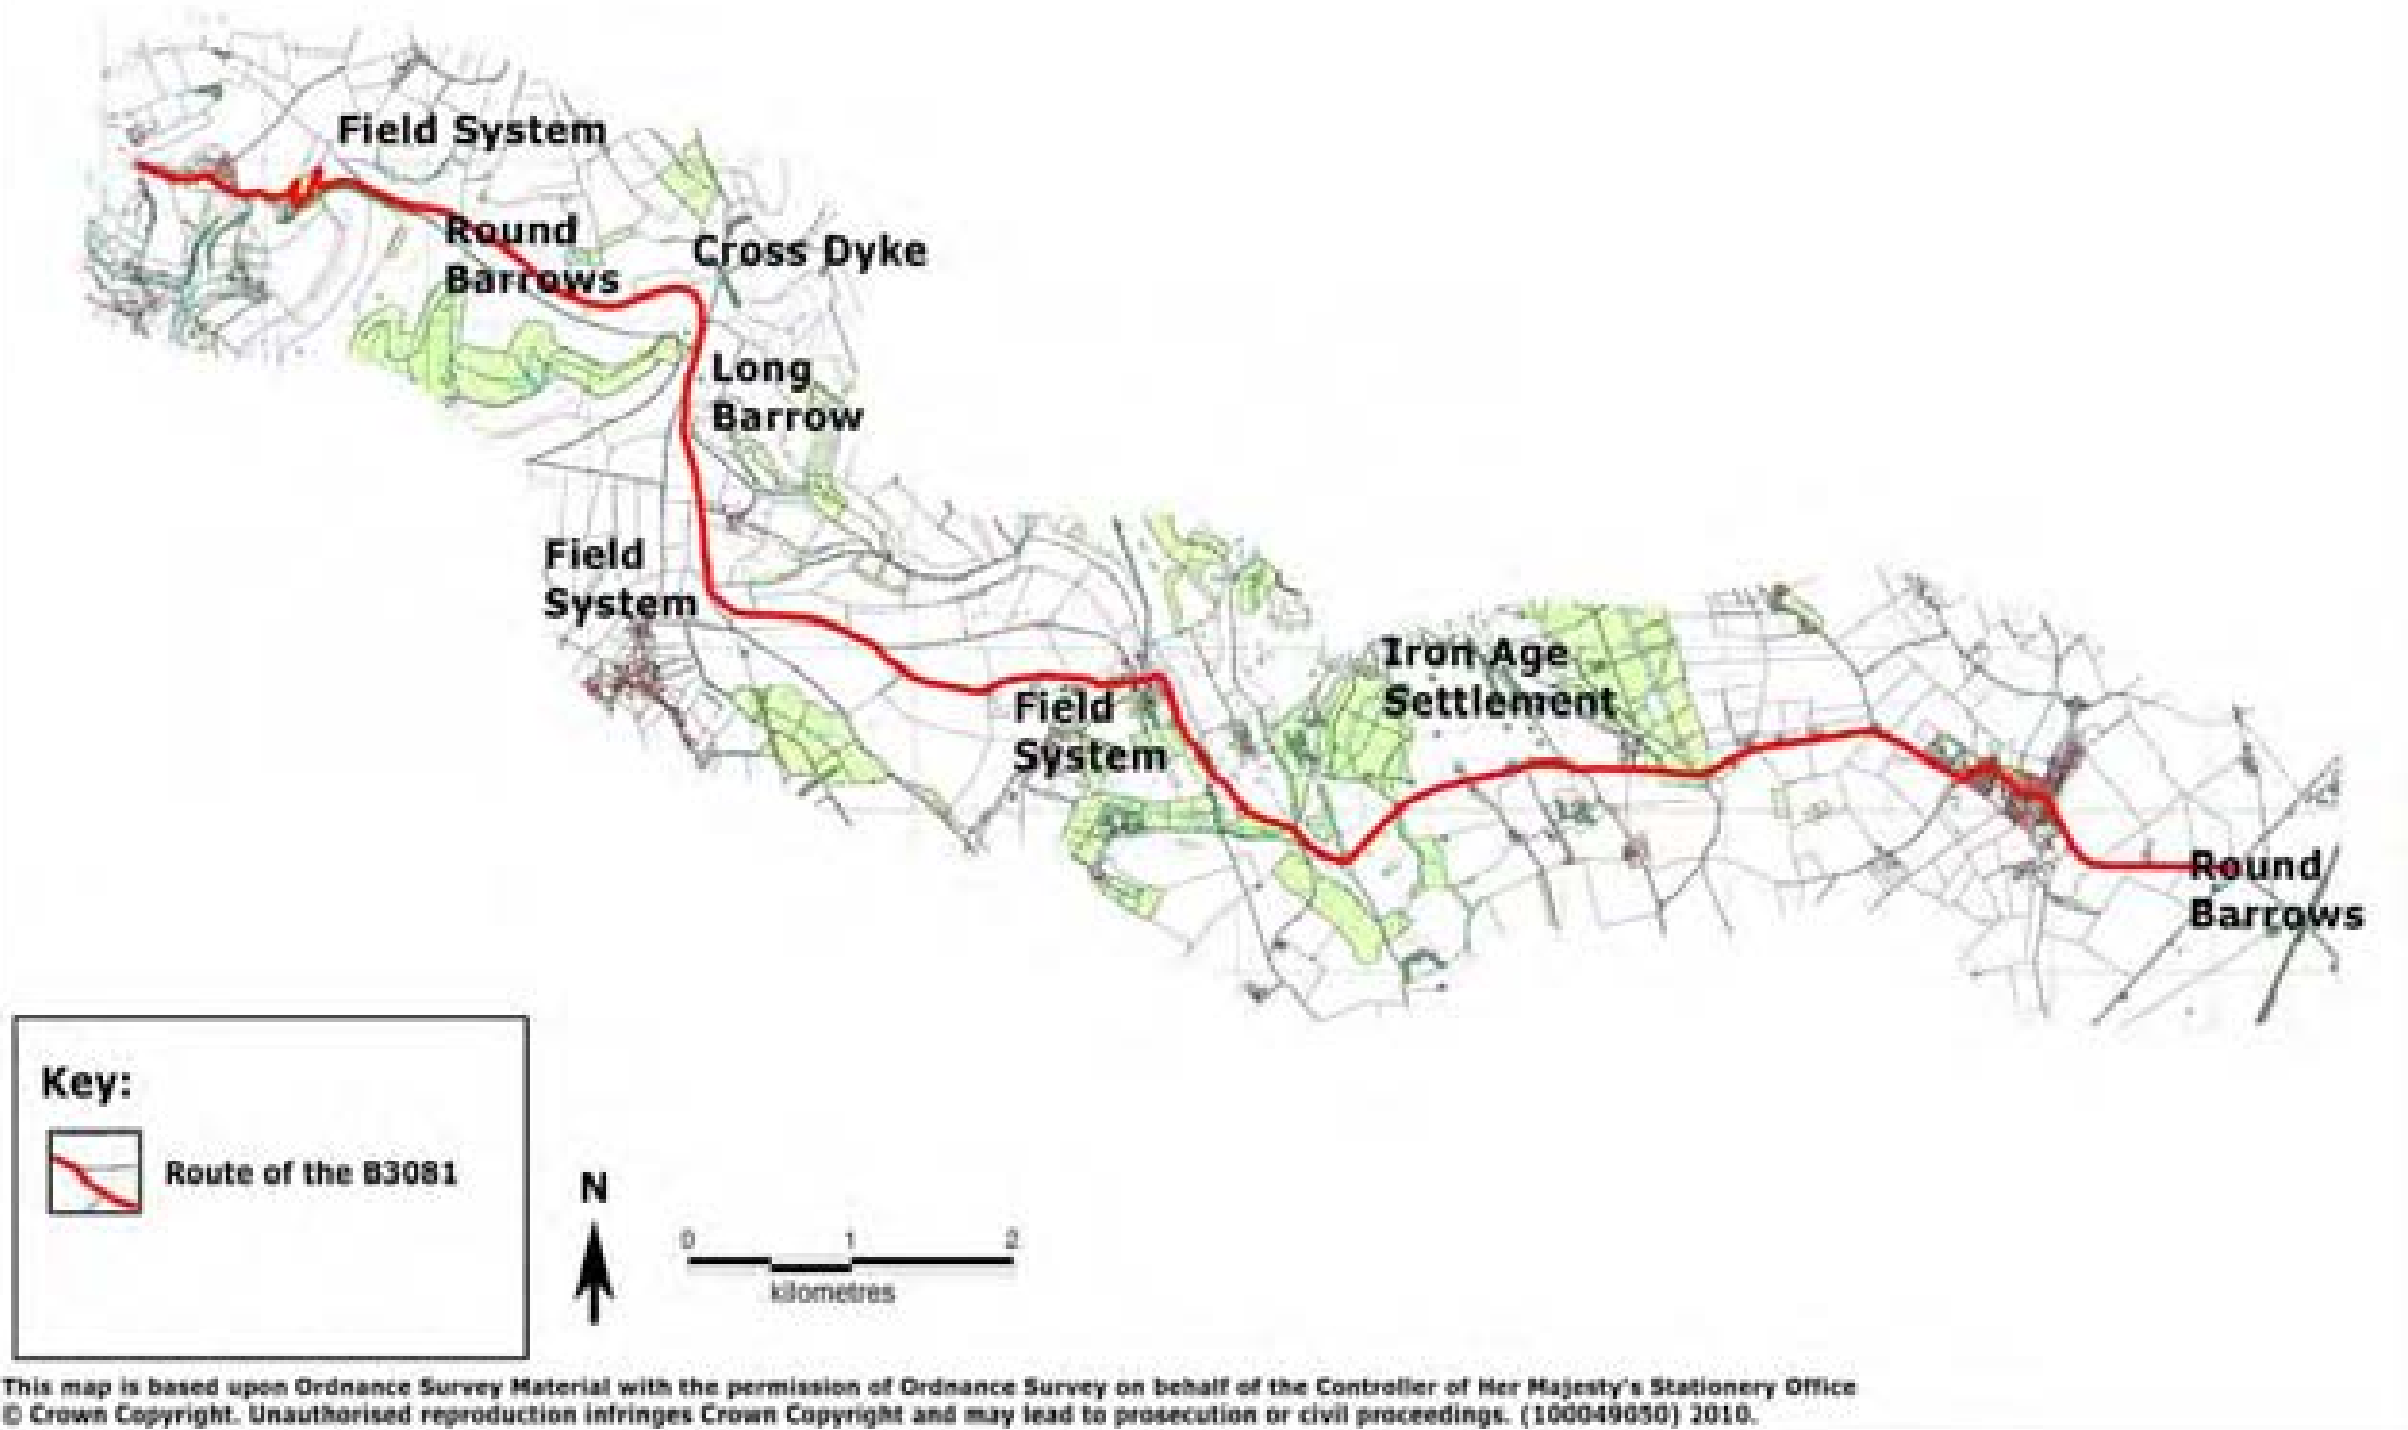 Field System
Round
Barrows
Cross Dyke
Long
Barrow
Field
System
Field
System
Iron Age
Settlement
Round
Barrows
Key:
Route of the B3081
N
0 1 2
kilometres
This map is based upon Ordnance Survey Material with the permission of Ordnance Survey on behalf of the Controller of Her Majesty's Stationery Office
© Crown Copyright. Unauthorised reproduction infringes Crown Copyright and may lead to prosecution or civil proceedings. (100049050) 2010.